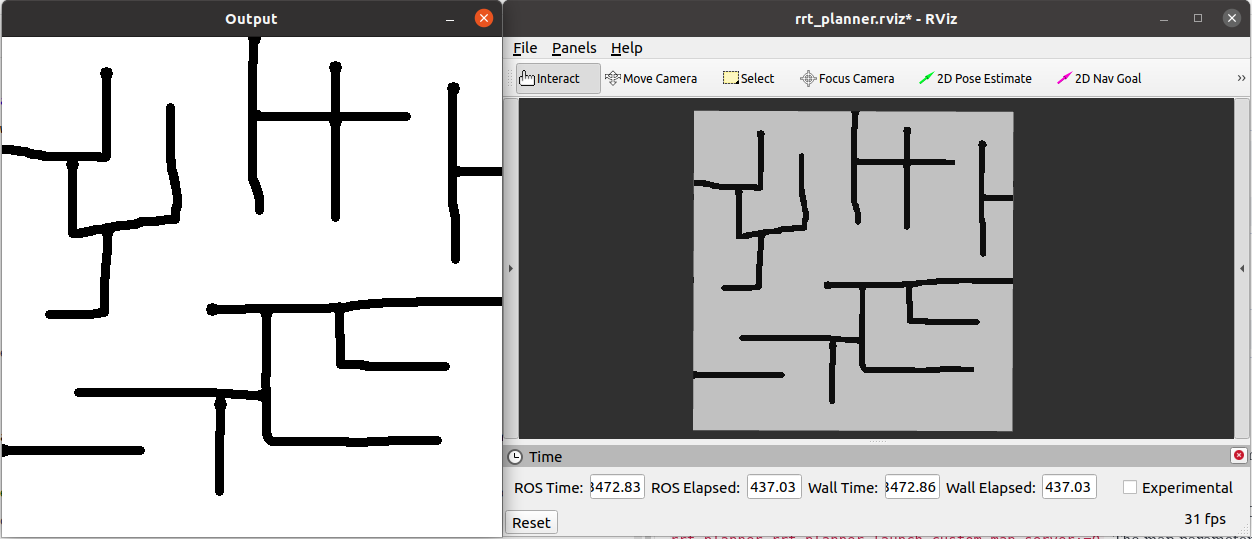 Output
rrt_planner.rviz* - RViz
File Panels Help
Interact Move Camera Select Focus Camera 2D Pose Estimate 2D Nav Goal »
Time
ROS Time: 3472.83 ROS Elapsed: 437.03 Wall Time: 3472.86 Wall Elapsed: 437.03 Experimental
Reset 31 fps